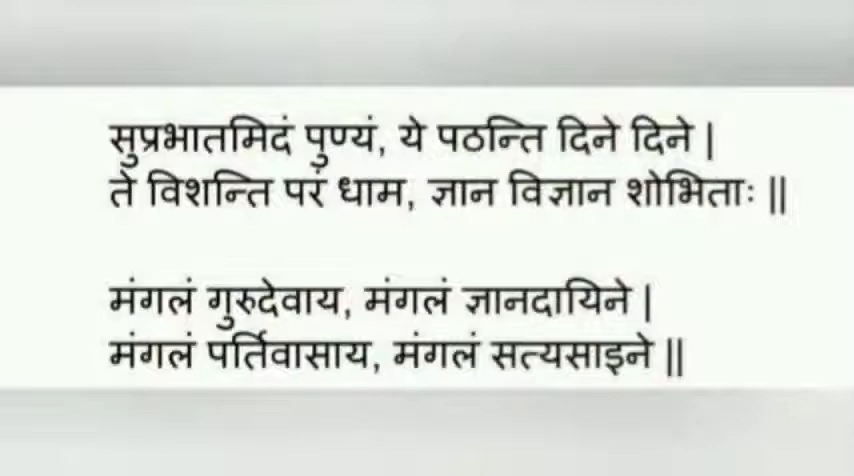 सुप्रभातमिदं पुण्यं, ये पठन्ति दिने दिने |
ते विशन्ति परं धाम, ज्ञान विज्ञान शोभिताः ||
मंगलं गुरुदेवाय, मंगलं ज्ञानदायिने |
मंगलं पर्तिवासाय, मंगलं सत्यसाइने ||